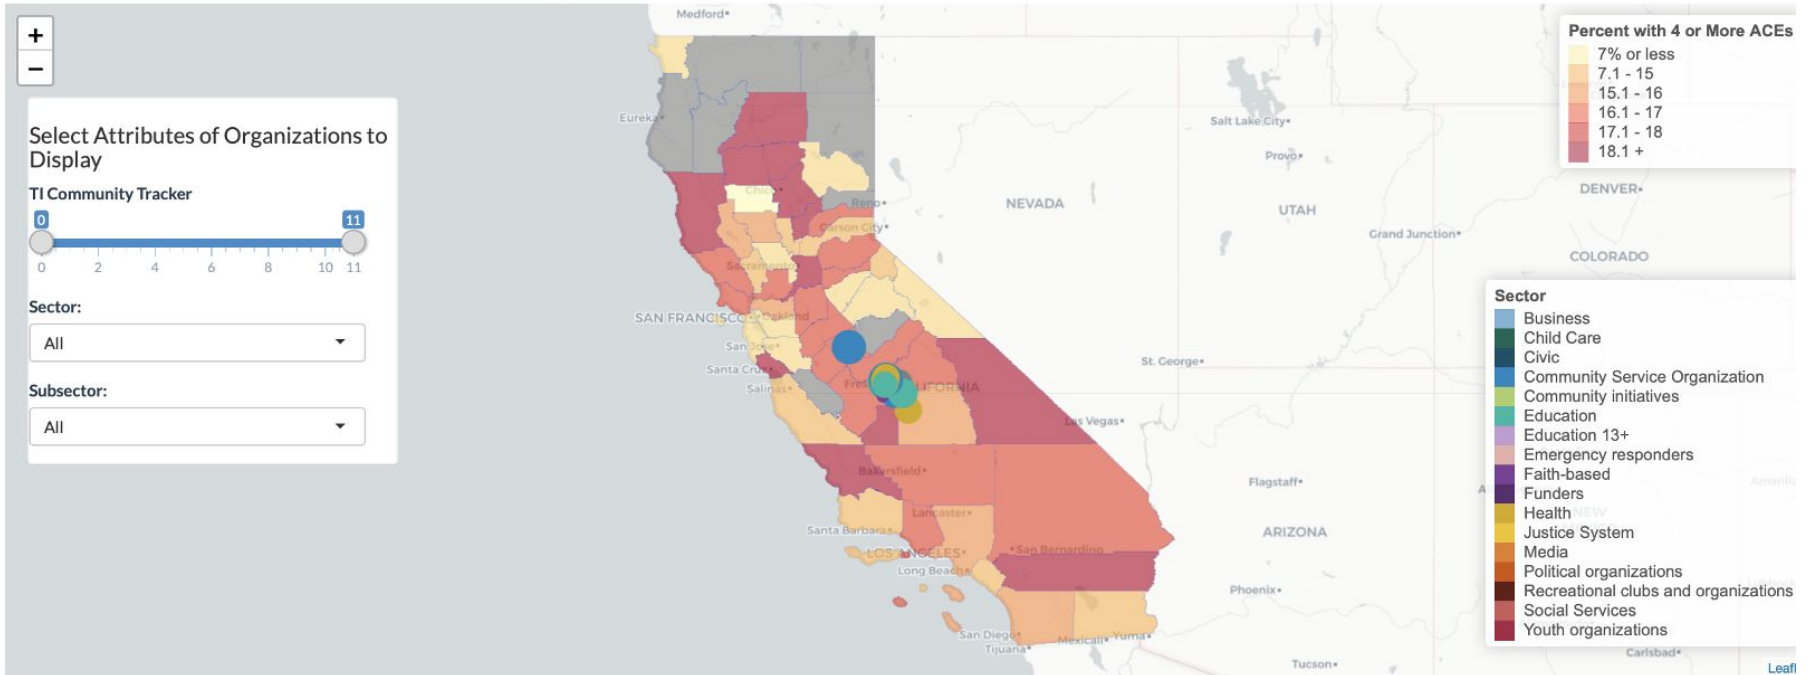 +
−
Select Attributes of Organizations to
Display
TI Community Tracker
0 11
0 2 4 6 8 10 11
Sector:
All
Subsector:
All
Medford
Eureka
Chico
Reno
Carson City
Sacramento
SAN FRANCISCO
Oakland
San Jose
Santa Cruz
Salinas
Fres
LIFORNIA
Bakersfield
Lancaster
Santa Barbara
LOS ANGELES
San Bernardino
Long Beach
San Diego
Tijuana
Mexicali
Yuma
NEVADA
Las Vegas
Salt Lake City
Provo
UTAH
St. George
Grand Junction
DENVER
COLORADO
Flagstaff
ARIZONA
Phoenix
Tucson
NEW
Carlsbad
Percent with 4 or More ACEs
7% or less
7.1 - 15
15.1 - 16
16.1 - 17
17.1 - 18
18.1 +
Sector
Business
Child Care
Civic
Community Service Organization
Community initiatives
Education
Education 13+
Emergency responders
Faith-based
Funders
Health
Justice System
Media
Political organizations
Recreational clubs and organizations
Social Services
Youth organizations
Leafl